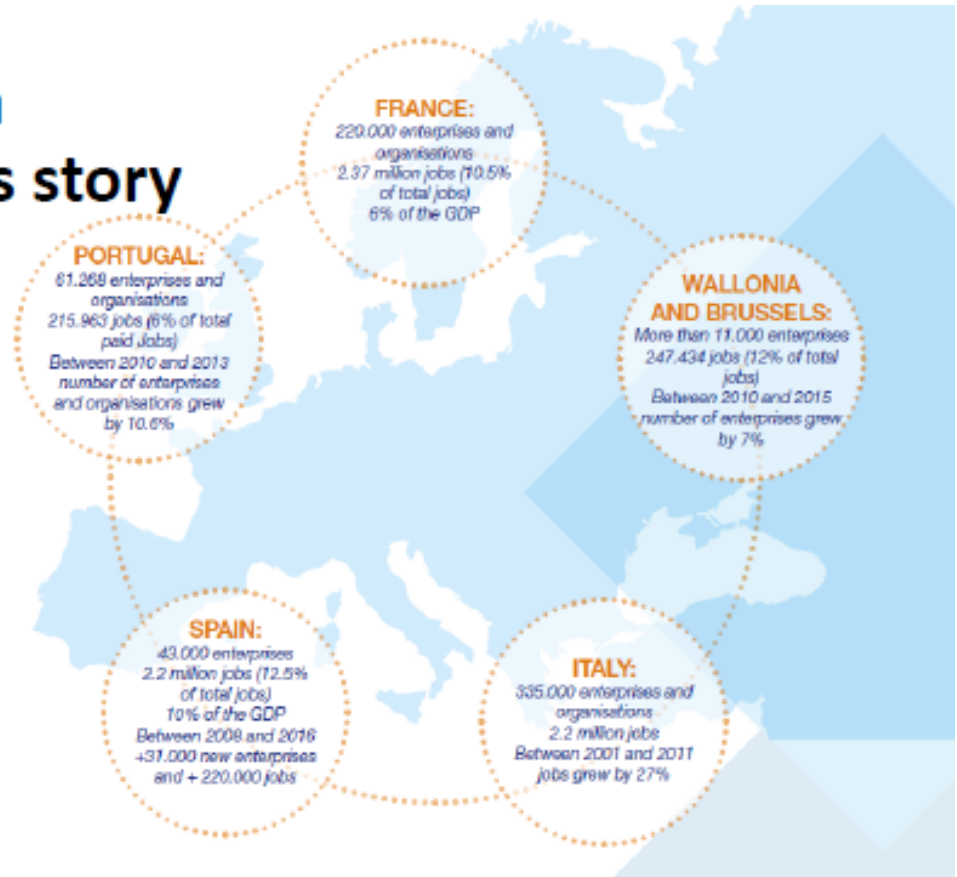 s story
FRANCE:
220.000 enterprises and
organisations
2.37 million jobs (10.5%
of total jobs)
6% of the GDP
PORTUGAL:
61.268 enterprises and
organisations
215.963 jobs (6% of total
paid Jobs)
Between 2010 and 2013
number of enterprises
and organisations grew
by 10.6%
WALLONIA
AND BRUSSELS:
More than 11.000 enterprises
247.434 jobs (12% of total
jobs)
Between 2010 and 2015
number of enterprises grew
by 7%
SPAIN:
43.000 enterprises
2.2 million jobs (12.5%
of total jobs)
10% of the GDP
Between 2008 and 2016
+31.000 new enterprises
and + 220.000 jobs
ITALY:
335.000 enterprises and
organisations
2.2 million jobs
Between 2001 and 2011
jobs grew by 27%